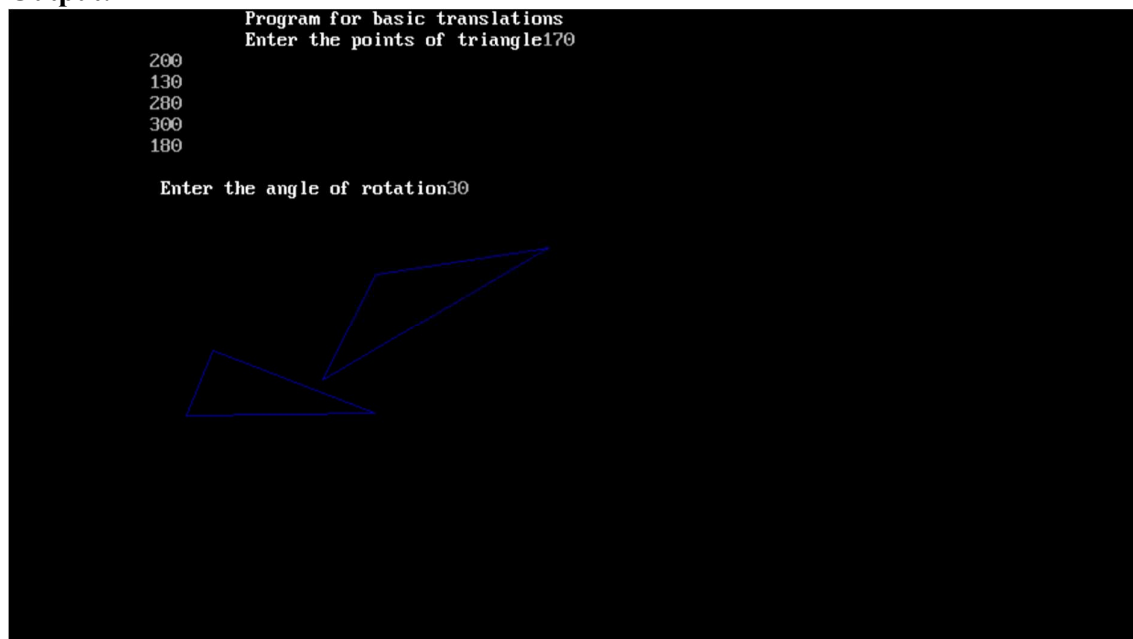 Program for basic translations
Enter the points of triangle170
200
130
280
300
180
Enter the angle of rotation30